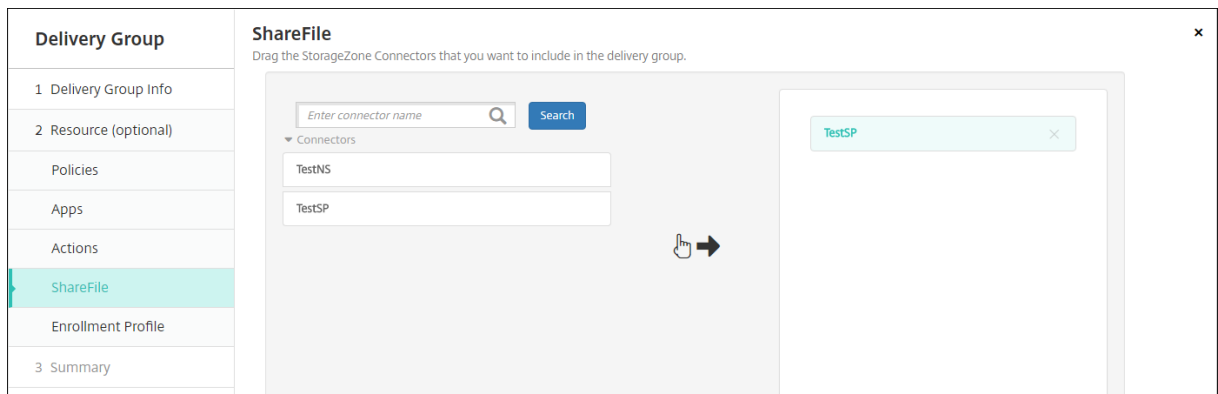 Delivery Group
1 Delivery Group Info
2 Resource (optional)
Policies
Apps
Actions
ShareFile
Enrollment Profile
3 Summary
ShareFile
Drag the StorageZone Connectors that you want to include in the delivery group.
Enter connector name
Search
Connectors
TestNS
TestSP
TestSP